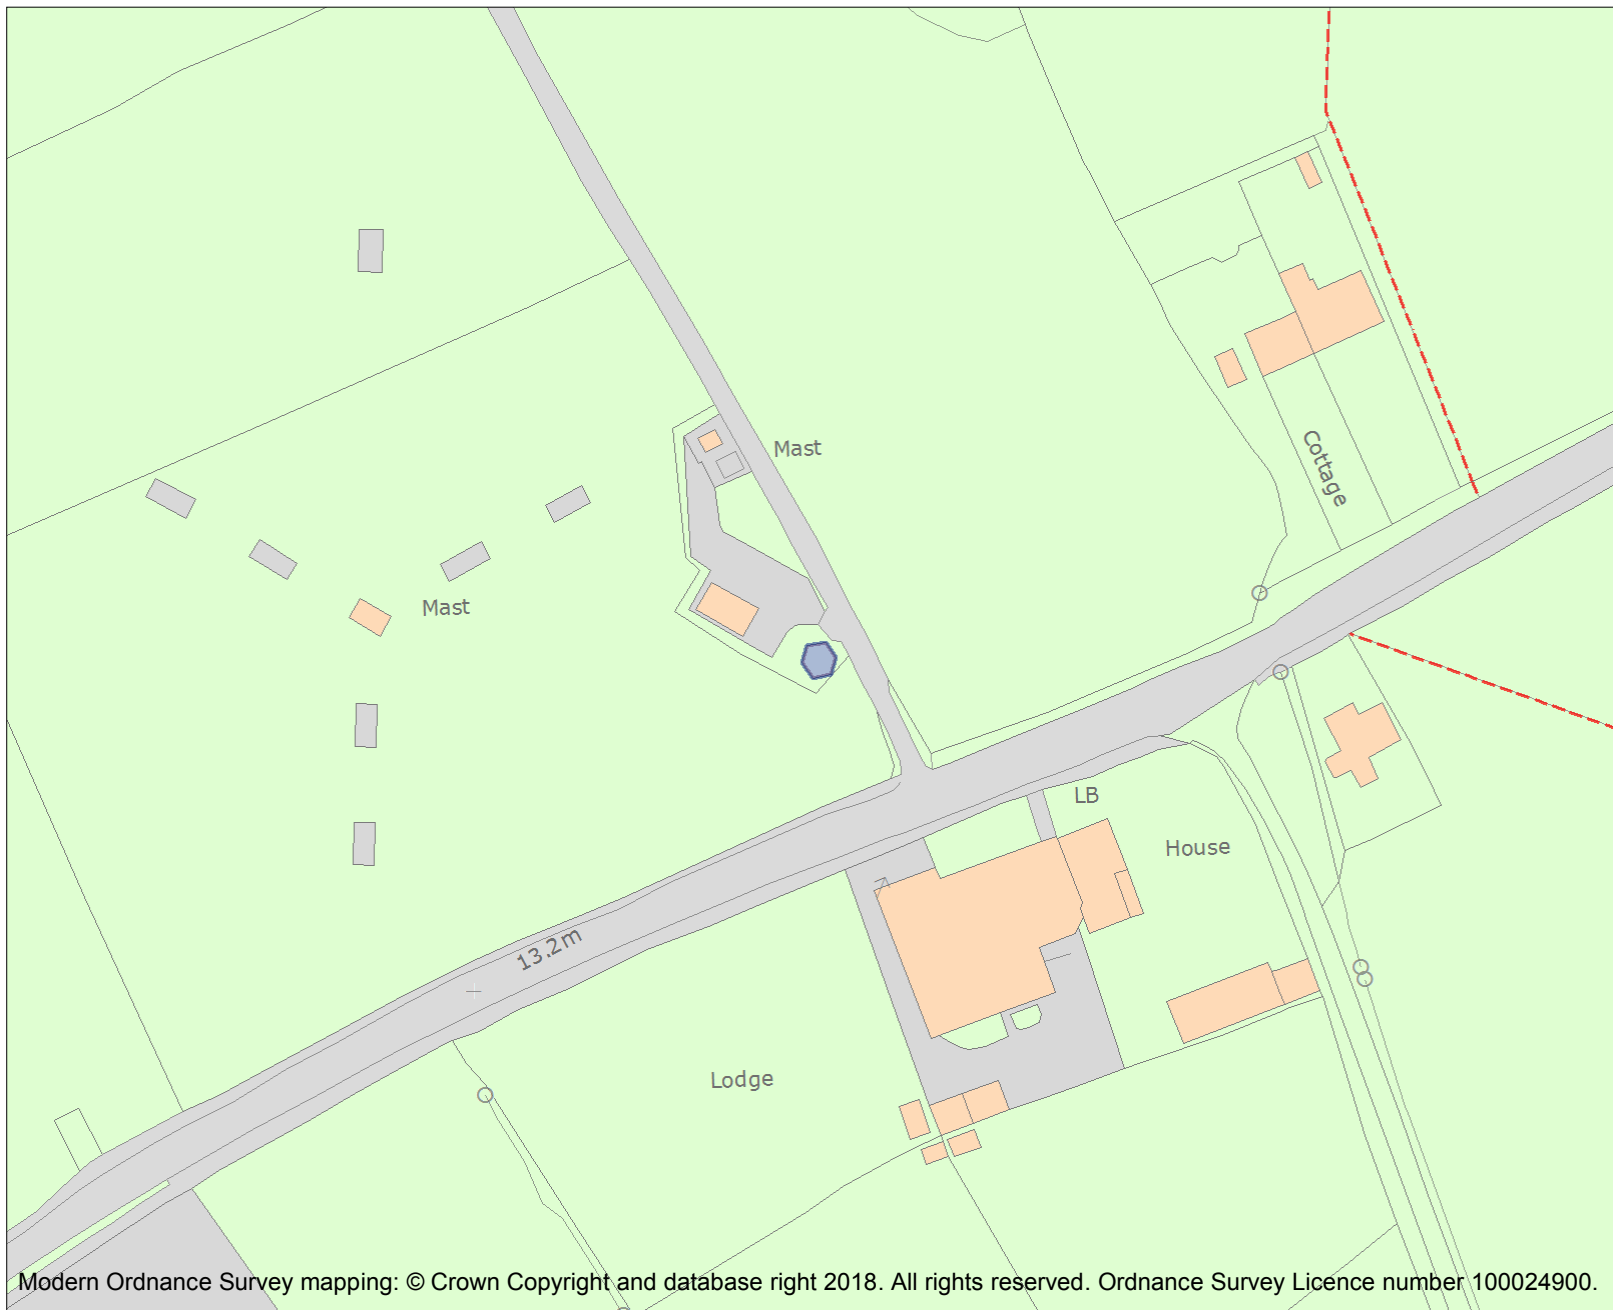 Mast
Cottage
Mast
LB
House
13.2m
Lodge
Modern Ordnance Survey mapping: © Crown Copyright and database right 2018. All rights reserved. Ordnance Survey Licence number 100024900.